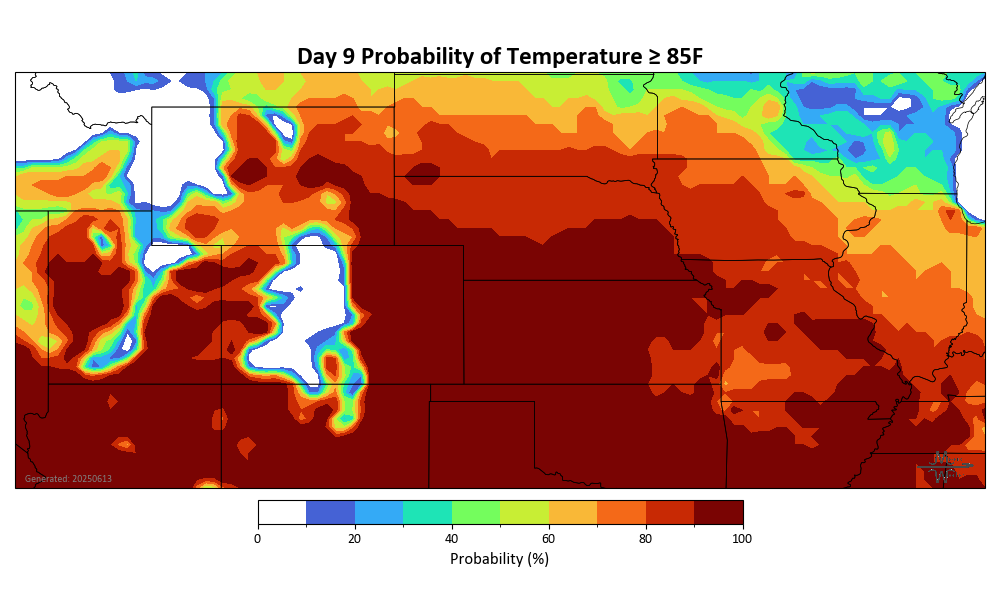 Day 9 Probability of Temperature ≥ 85F
Generated: 20250613
0 20 40 60 80 100
Probability (%)